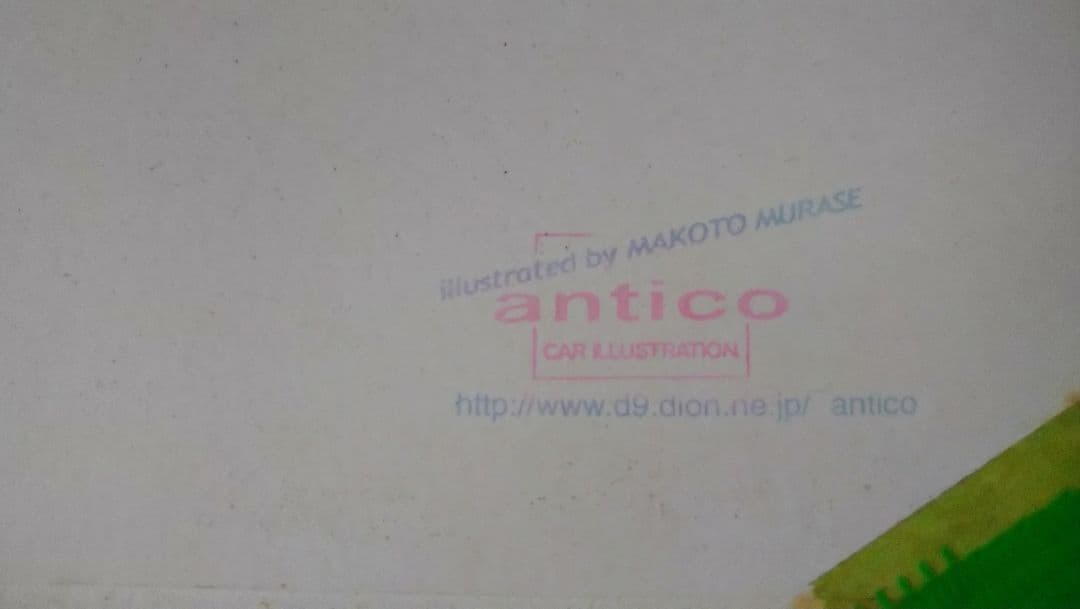 illustrated by MAKOTO MURASE
antico
CAR ILLUSTRATION
http://www.d9.dion.ne.jp/ antico